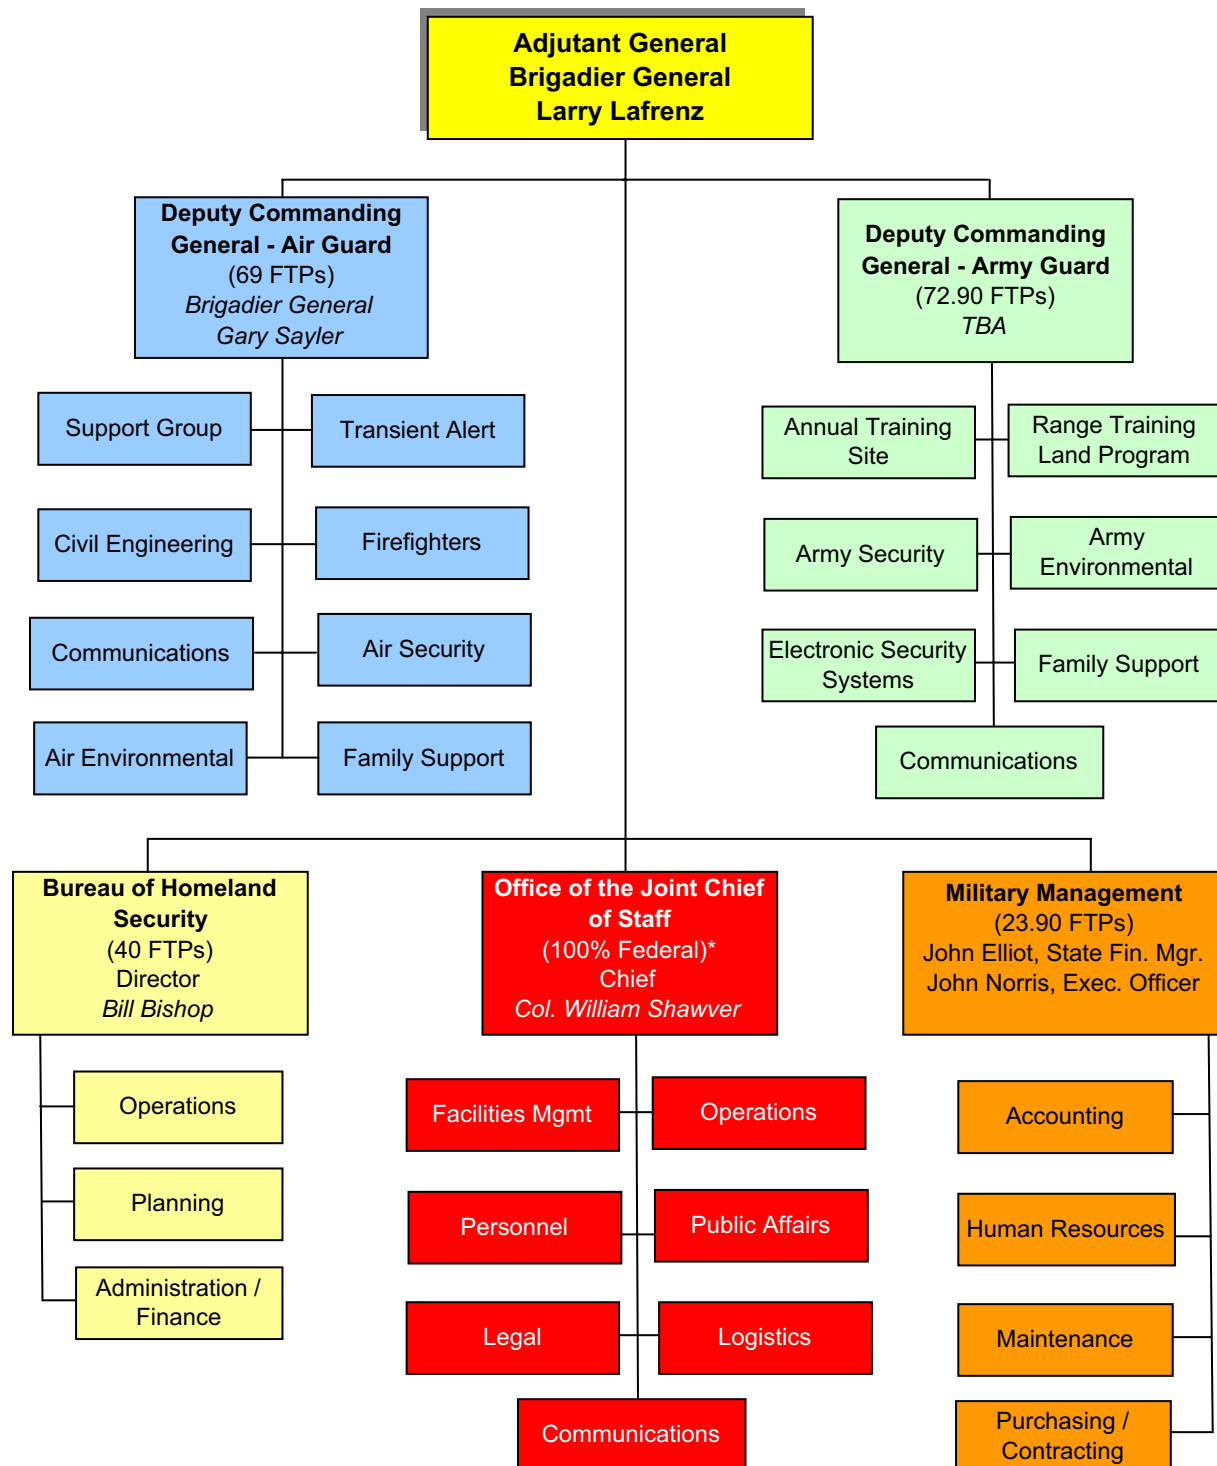 Adjutant General
Brigadier General
Larry Lafrenz
Deputy Commanding
General - Air Guard
(69 FTPs)
Brigadier General
Gary Sayler
Deputy Commanding
General - Army Guard
(72.90 FTPs)
TBA
Support Group
Transient Alert
Civil Engineering
Firefighters
Communications
Air Security
Air Environmental
Family Support
Annual Training
Site
Range Training
Land Program
Army Security
Army
Environmental
Electronic Security
Systems
Family Support
Communications
Bureau of Homeland
Security
(40 FTPs)
Director
Bill Bishop
Office of the Joint Chief
of Staff
(100% Federal)*
Chief
Col. William Shawver
Military Management
(23.90 FTPs)
John Elliot, State Fin. Mgr.
John Norris, Exec. Officer
Operations
Planning
Administration /
Finance
Facilities Mgmt
Operations
Personnel
Public Affairs
Legal
Logistics
Communications
Accounting
Human Resources
Maintenance
Purchasing /
Contracting